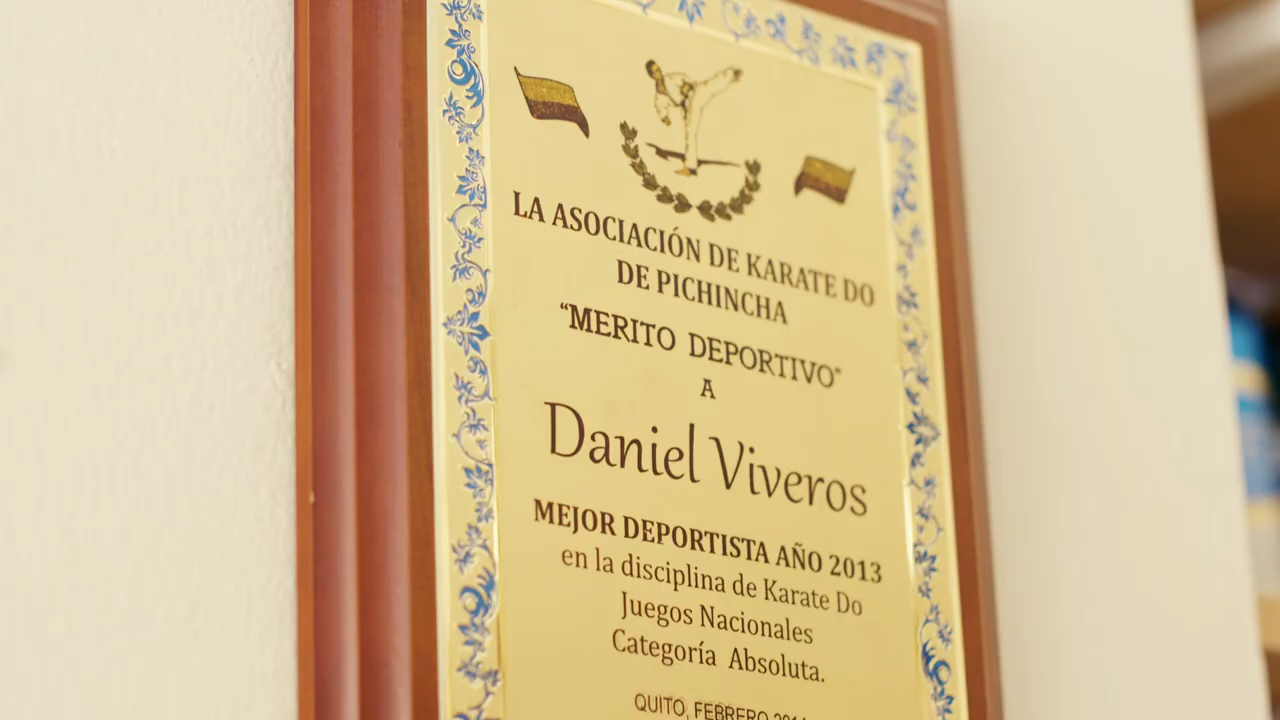 LA ASOCIACIÓN DE KARATE DO
DE PICHINCHA
“MERITO DEPORTIVO”
A
Daniel Viveros
MEJOR DEPORTISTA AÑO 2013
en la disciplina de Karate Do
Juegos Nacionales
Categoría Absoluta.
QUITO, FEBRERO 2014